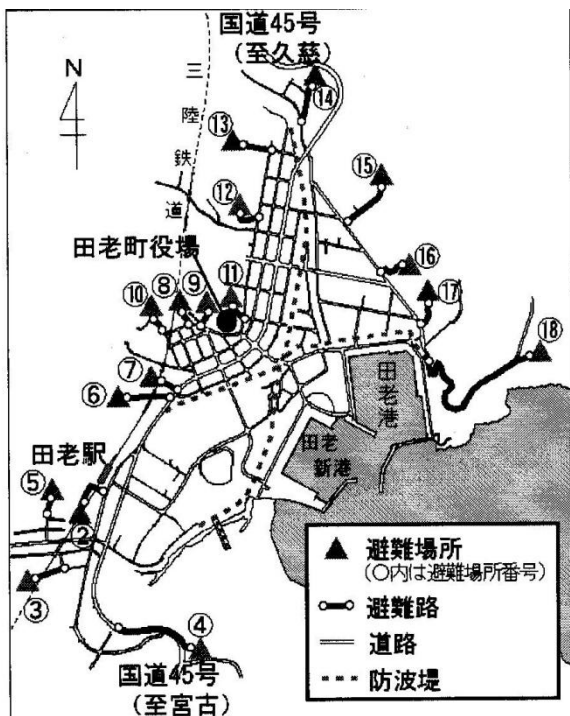 国道45号
(至久慈)
N
三陸鉄道
⑭
⑬
⑮
⑫
田老町役場
⑯
⑧
⑨
⑪
⑩
⑰
⑱
⑦
⑥
田老港
田老
新港
田老駅
⑤
②
③
④
国道45号
(至宮古)
避難場所
(〇内は避難場所番号)
避難路
道路
防波堤